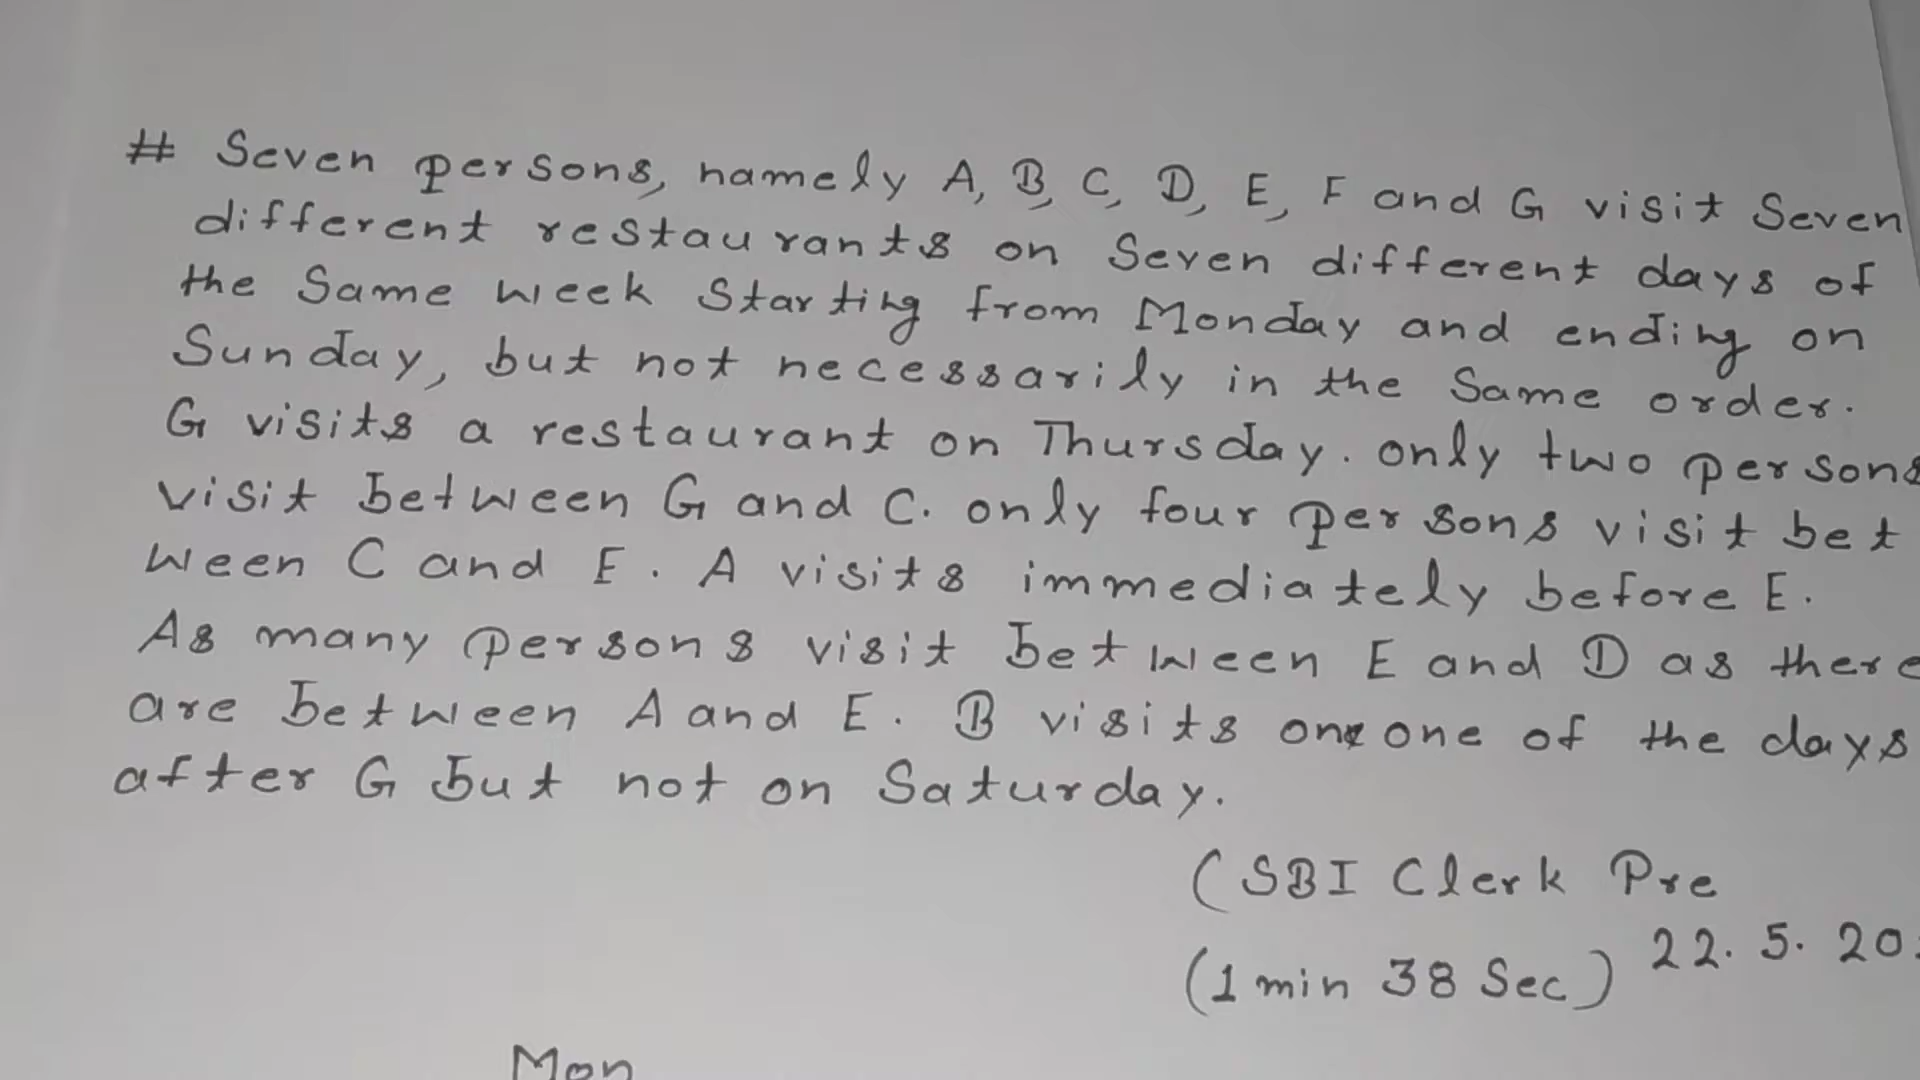 # Seven persons, namely A, B, C, D, E, F and G visit Seven
different restaurants on Seven different days of
the Same week Starting from Monday and ending on
Sunday, but not necessarily in the Same order.
G visits a restaurant on Thursday. only two persons
visit between G and C. only four persons visit bet
ween C and E. A visits immediately before E.
As many persons visit between E and D as there
are between A and E. B visits on one of the days
after G but not on Saturday.
(SBI Clerk Pre
(1 min 38 Sec) 22.5.20
Mon